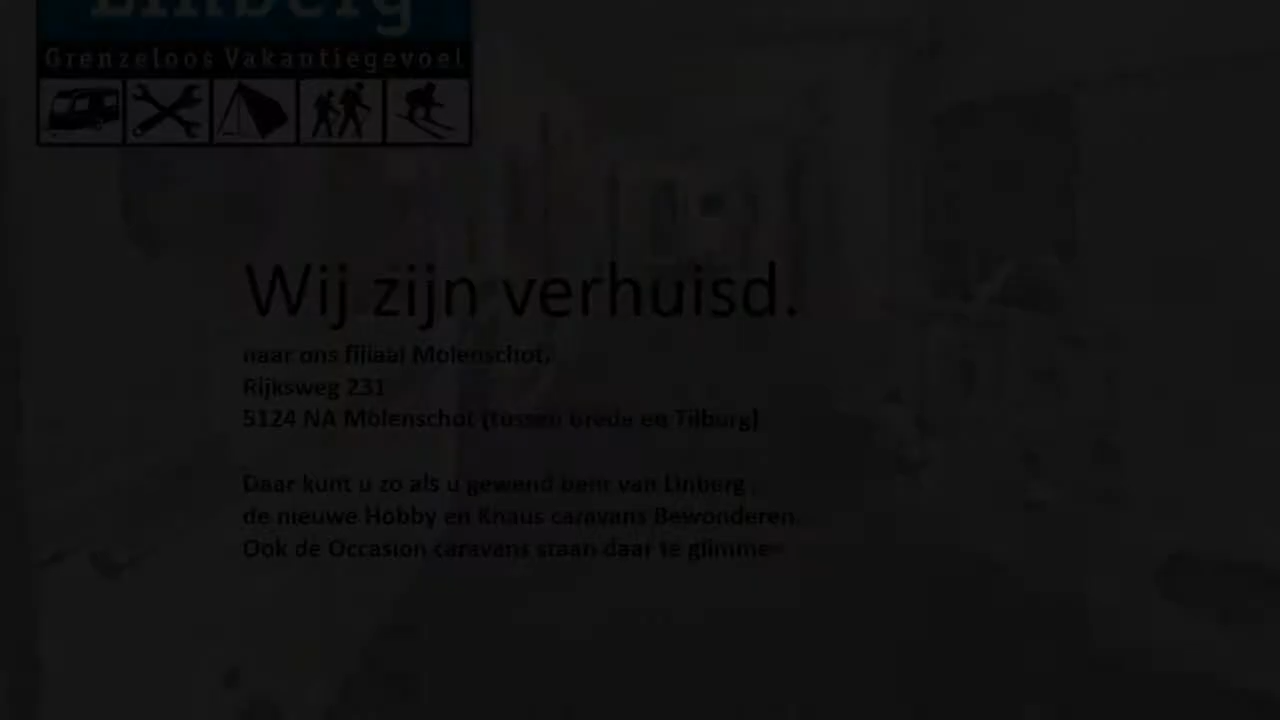 Linberg
Grenzeloos Vakantiegevoel
Wij zijn verhuisd.
naar ons filiaal Molenschot,
Rijksweg 231
5124 NA Molenschot (tussen breda en Tilburg)
Daar kunt u zo als u gewend bent van Linberg
de nieuwe Hobby en Knaus caravans Bewonderen.
Ook de Occasion caravans staan daar te